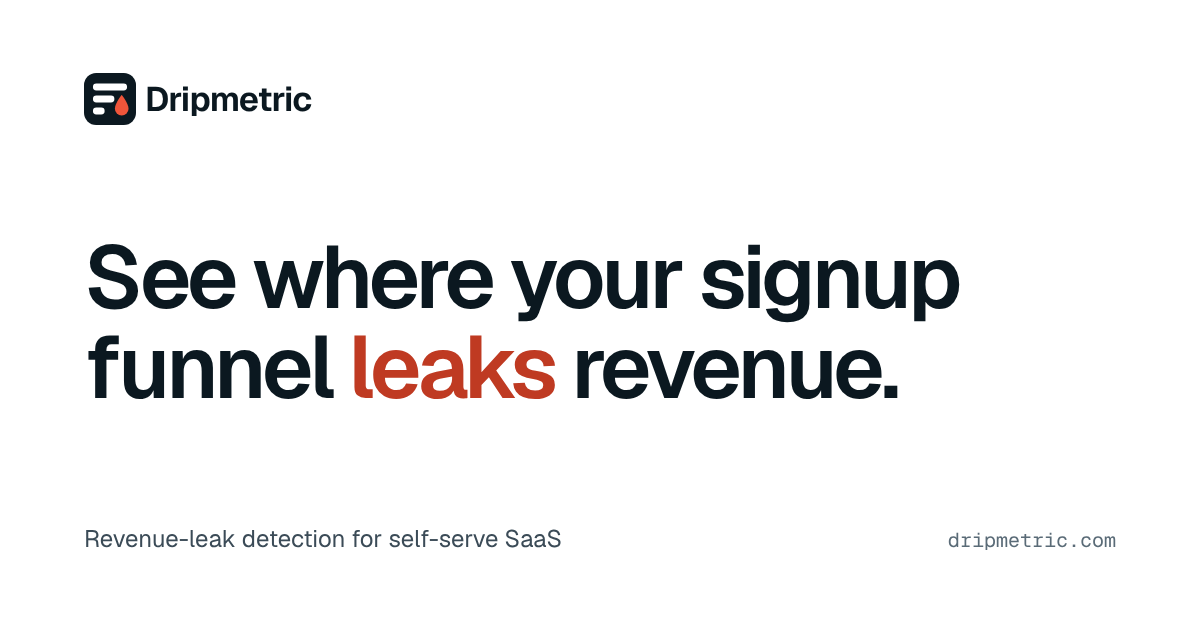 Dripmetric
See where your signup
funnel leaks revenue.
Revenue-leak detection for self-serve SaaS
dripmetric.com